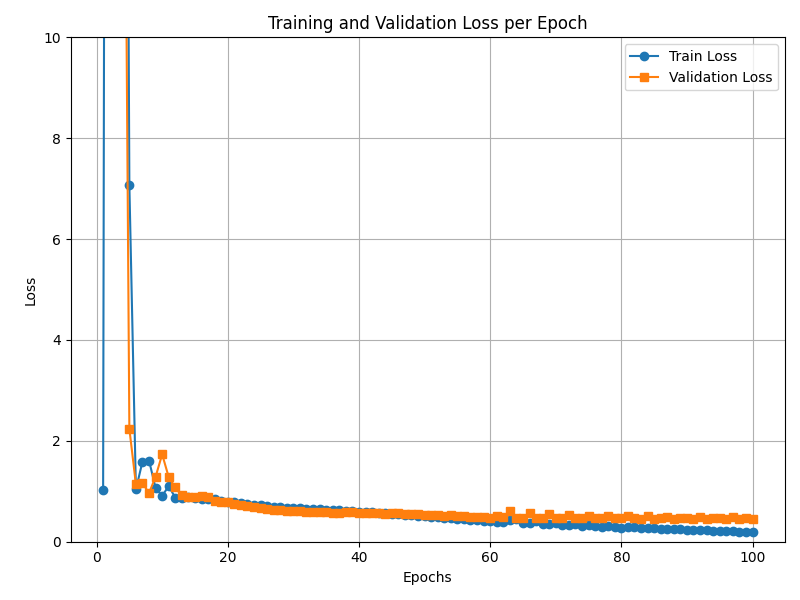 Training and Validation Loss per Epoch
Train Loss
Validation Loss
10
8
6
4
2
0
Loss
0 20 40 60 80 100
Epochs